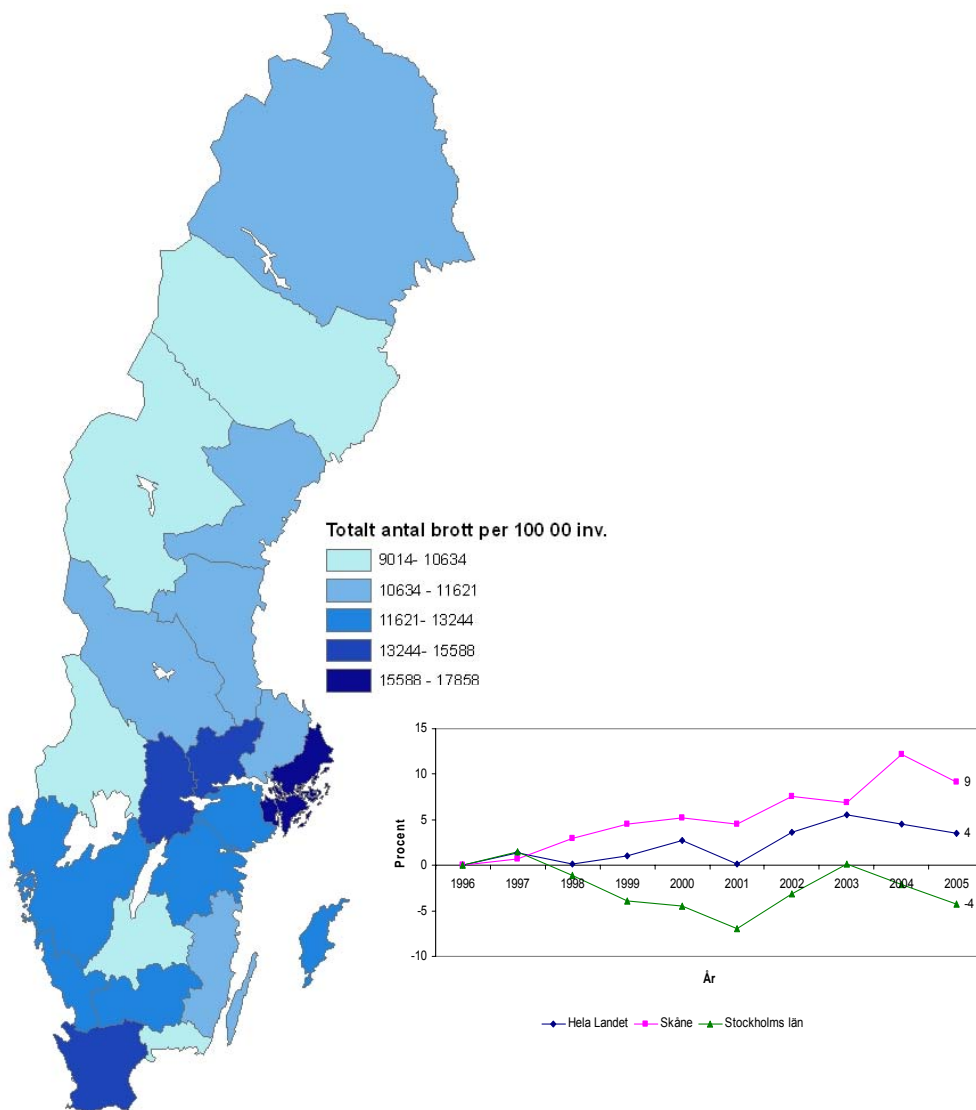 Totalt antal brott per 100 00 inv.
9014- 10634
10634 - 11621
11621- 13244
13244- 15588
15588 - 17858
15
10
5
0
-5
-10
Procent
9
4
-4
1996 1997 1998 1999 2000 2001 2002 2003 2004 2005
År
Hela Landet Skåne Stockholms län